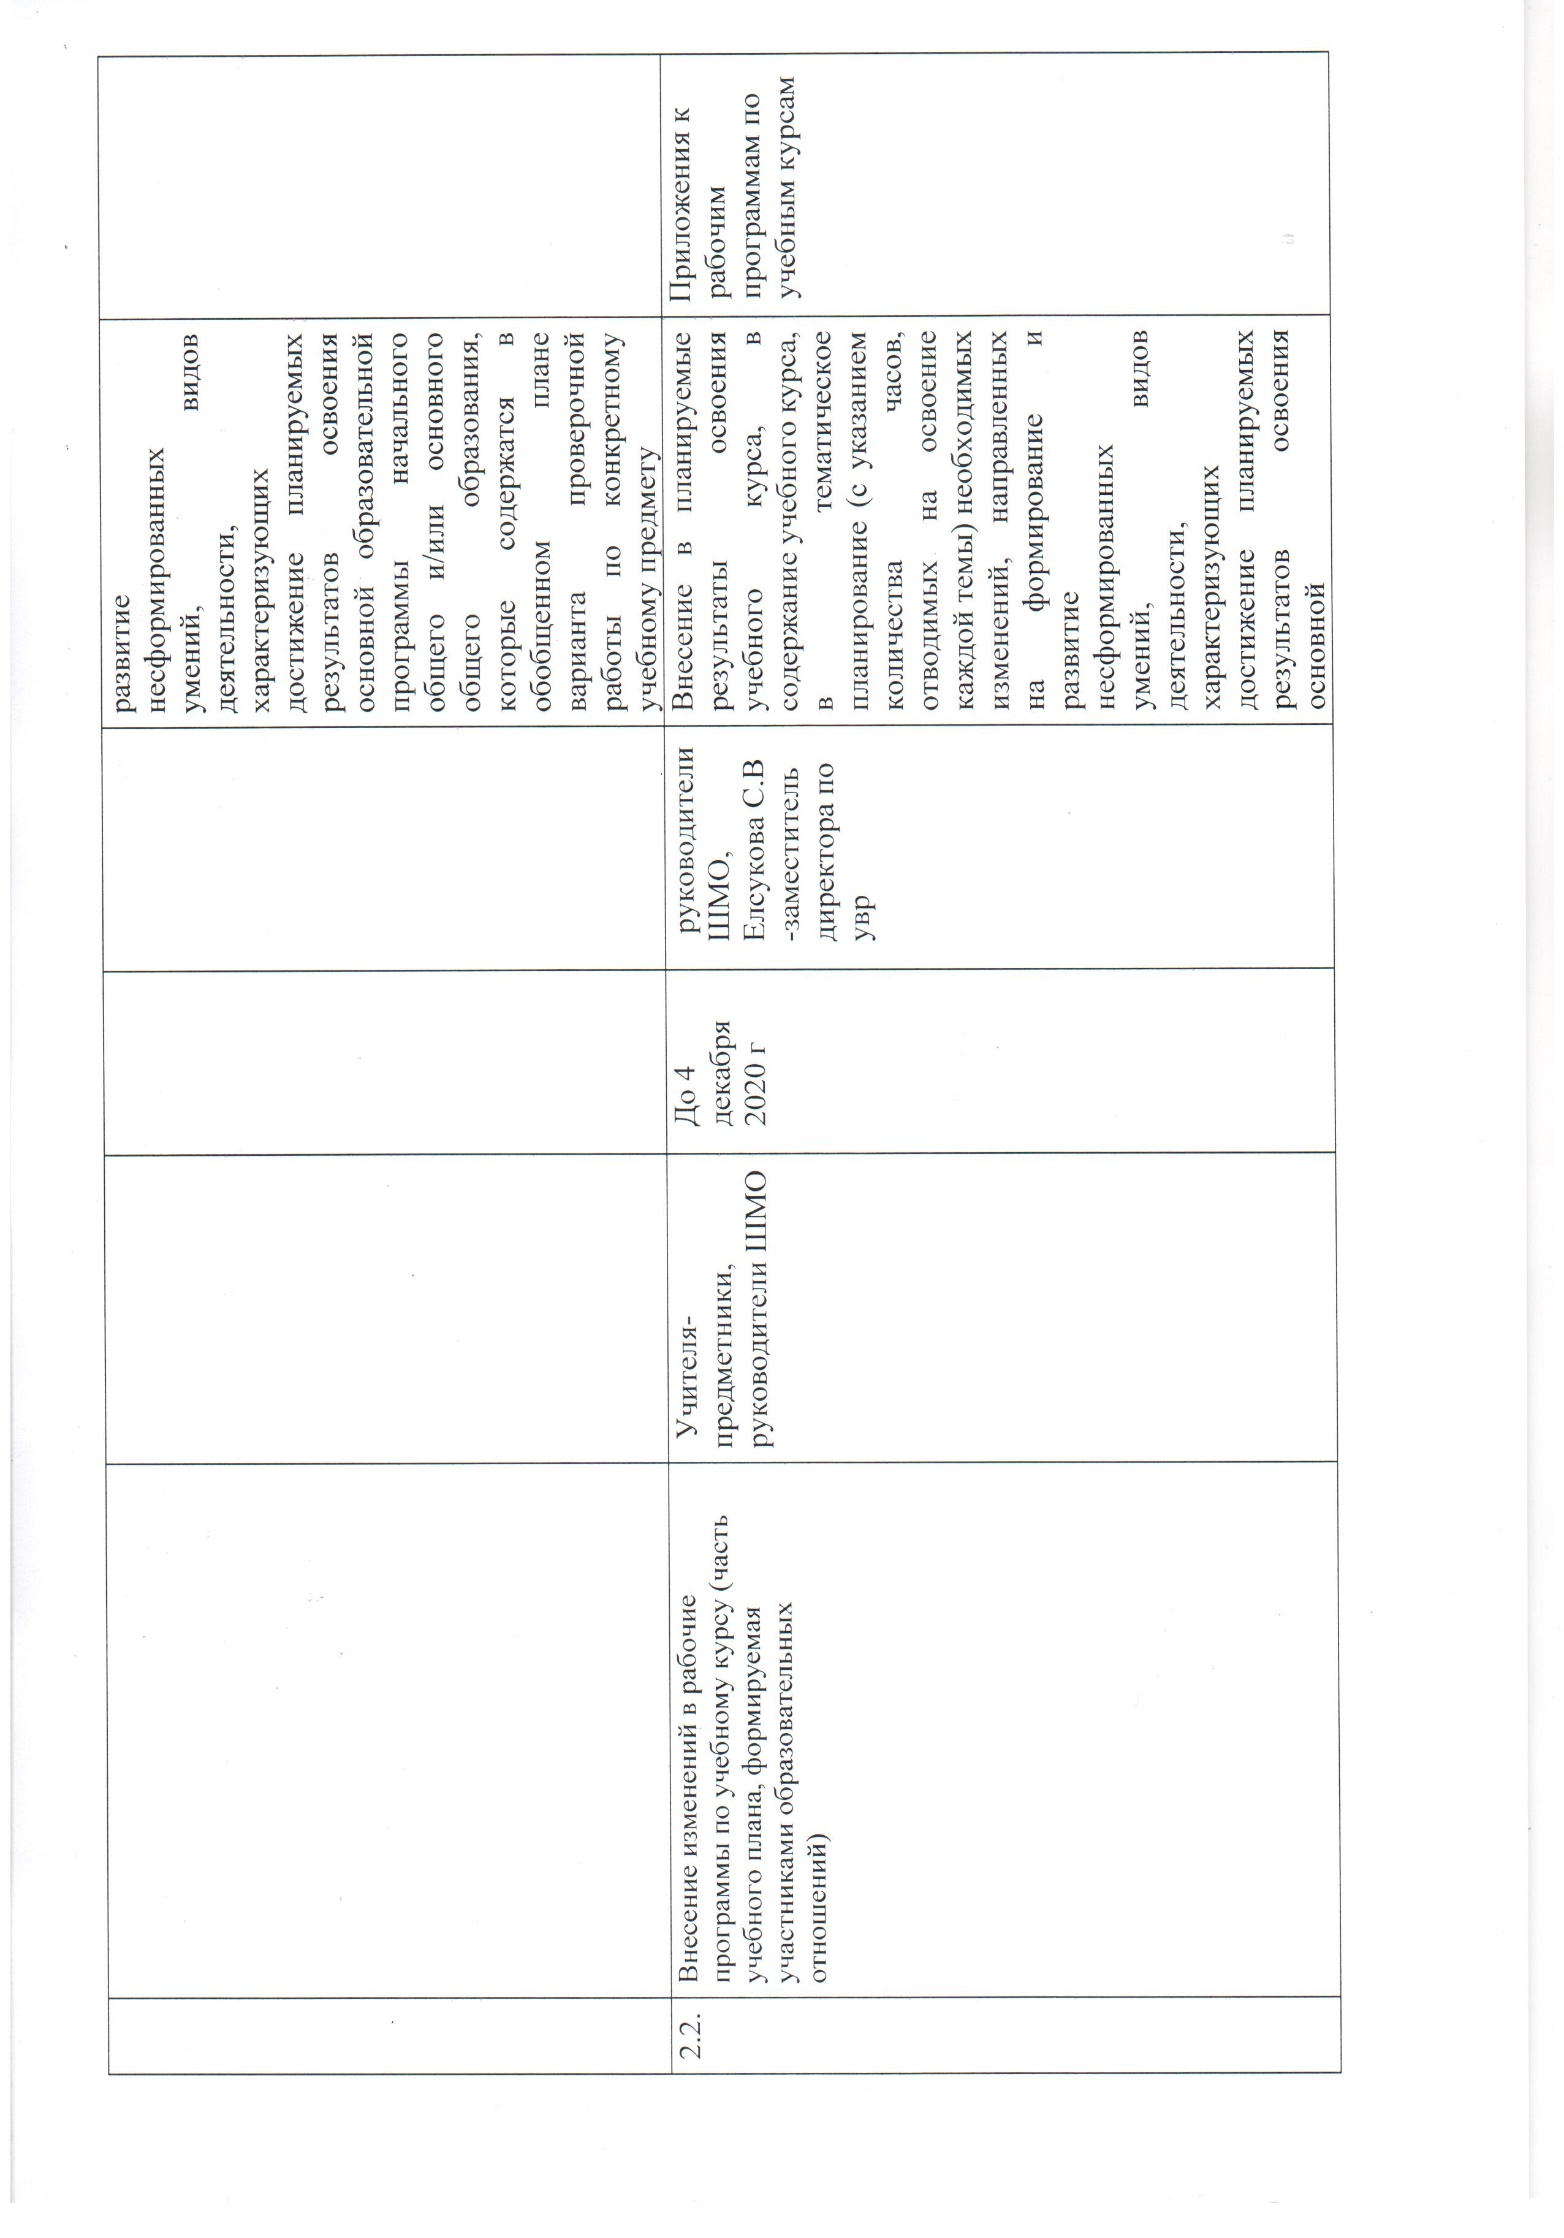 развитие
несформированных
умений, видов
деятельности,
характеризующих
достижение планируемых
результатов освоения
основной образовательной
программы начального
общего и/или основного
общего образования,
которые содержатся в
обобщенном плане
варианта проверочной
работы по конкретному
учебному предмету
2.2.
Внесение изменений в рабочие
программы по учебному курсу (часть
учебного плана, формируемая
участниками образовательных
отношений)
Учителя-
предметники,
руководители ШМО
До 4
декабря
2020 г
руководители
ШМО,
Елсукова С.В
-заместитель
директора по
увр
Внесение в планируемые
результаты освоения
учебного курса, в
содержание учебного курса,
в тематическое
планирование (с указанием
количества часов,
отводимых на освоение
каждой темы) необходимых
изменений, направленных
на формирование и
развитие
несформированных
умений, видов
деятельности,
характеризующих
достижение планируемых
результатов освоения
основной
Приложения к
рабочим
программам по
учебным курсам